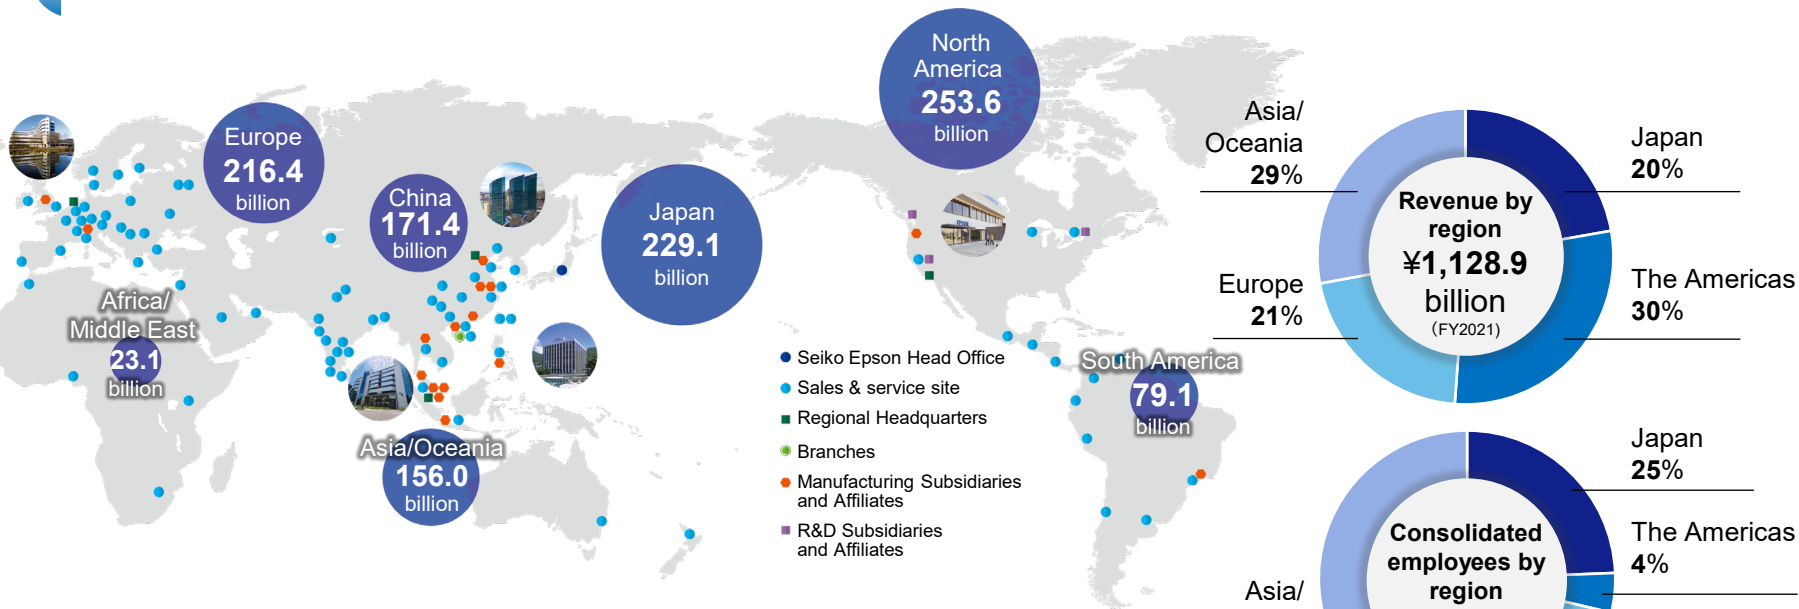 North
America
253.6
billion
Europe
216.4
billion
China
171.4
billion
Japan
229.1
billion
Africa/
Middle East
23.1
billion
Asia/Oceania
156.0
billion
South America
79.1
billion
Seiko Epson Head Office
Sales & service site
Regional Headquarters
Branches
Manufacturing Subsidiaries
and Affiliates
R&D Subsidiaries
and Affiliates
Asia/
Oceania
29%
Japan
20%
Revenue by
region
¥1,128.9
billion
(FY2021)
Europe
21%
The Americas
30%
Japan
25%
The Americas
4%
Consolidated
employees by
region
Asia/